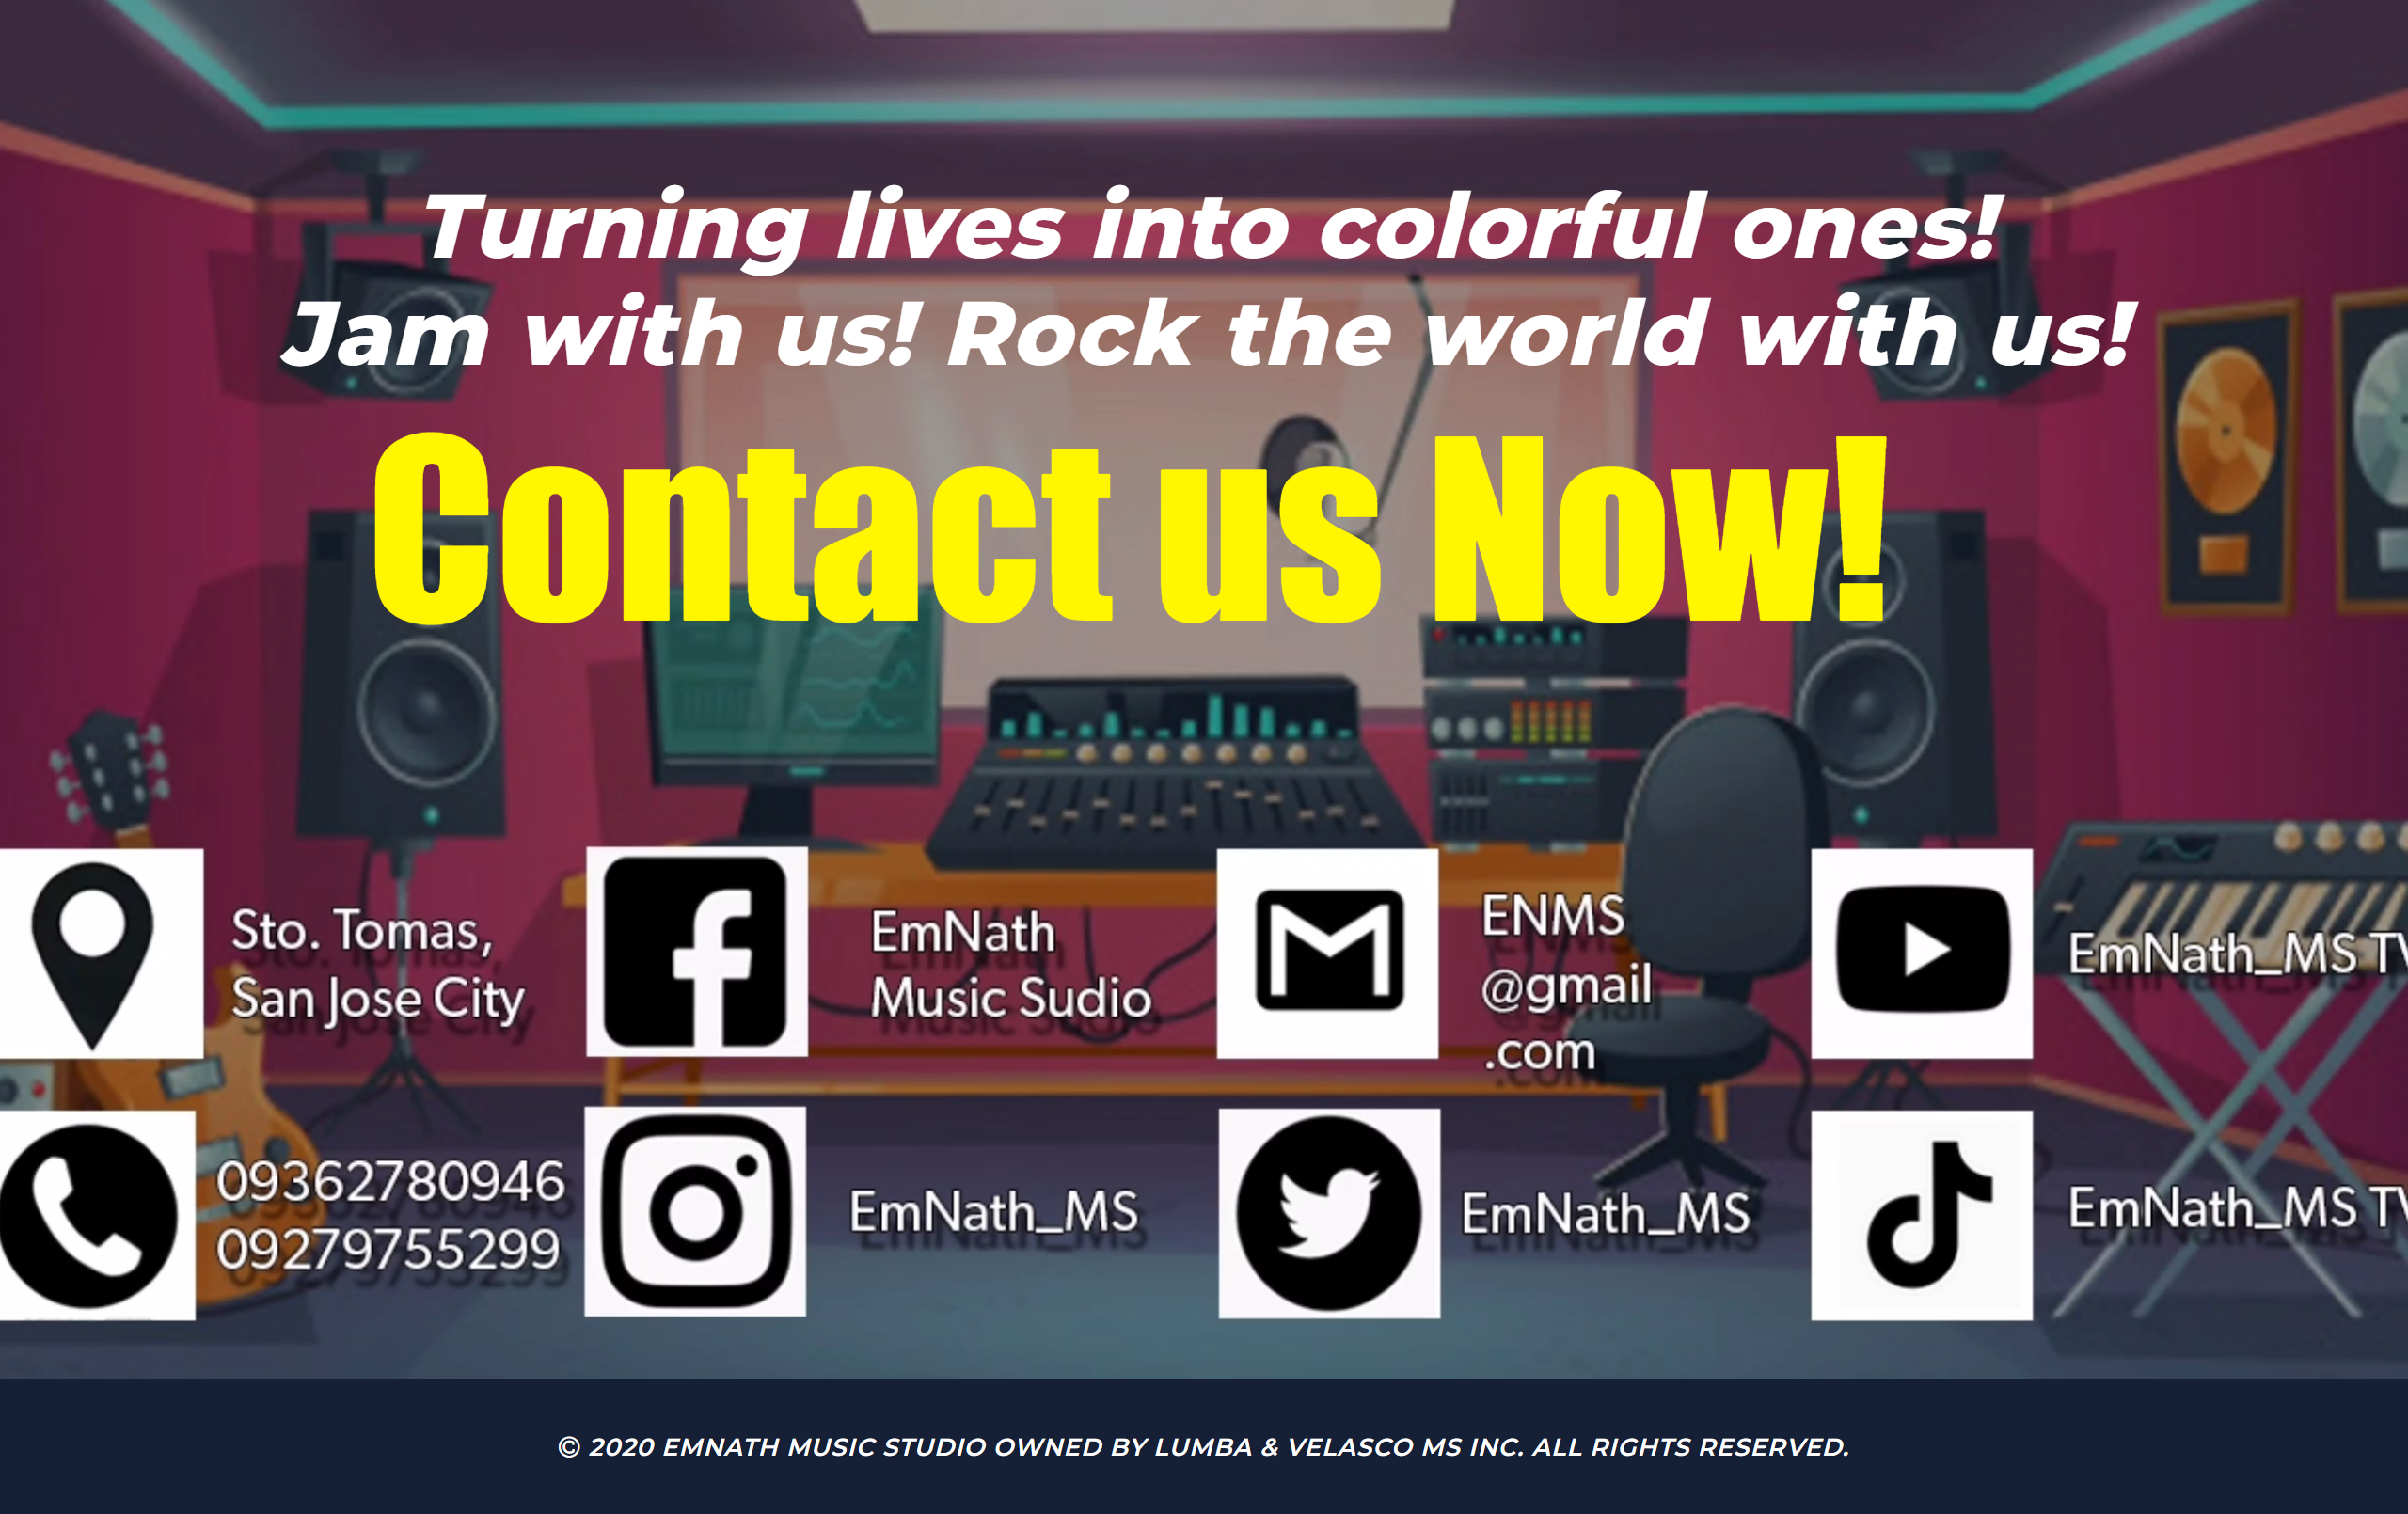 Turning lives into colorful ones!
Jam with us! Rock the world with us!
Contact us Now!
Sto. Tomas,
San Jose City
EmNath
Music Sudio
ENMS
@gmail
.com
EmNath_MS TV
09362780946
09279755299
EmNath_MS
EmNath_MS
EmNath_MS TV
© 2020 EMNATH MUSIC STUDIO OWNED BY LUMBA & VELASCO MS INC. ALL RIGHTS RESERVED.